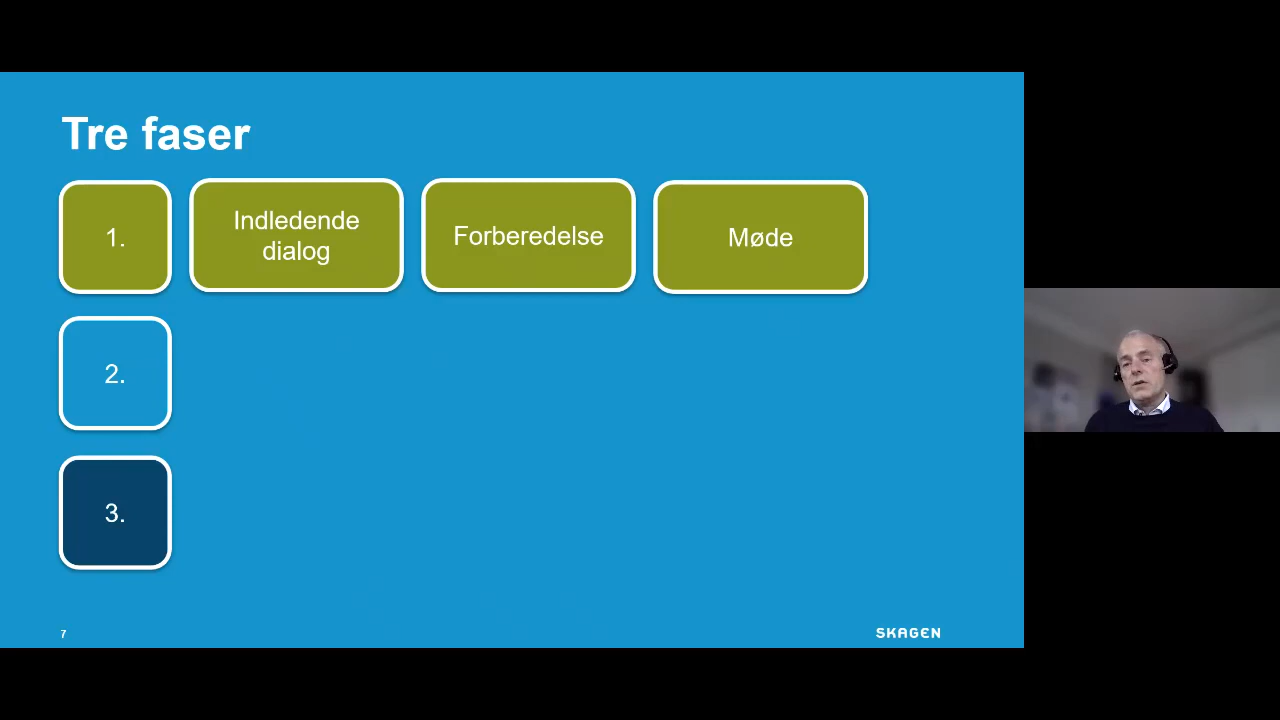 Tre faser
1.
Indledende
dialog
Forberedelse
Møde
2.
3.
7
SKAGEN